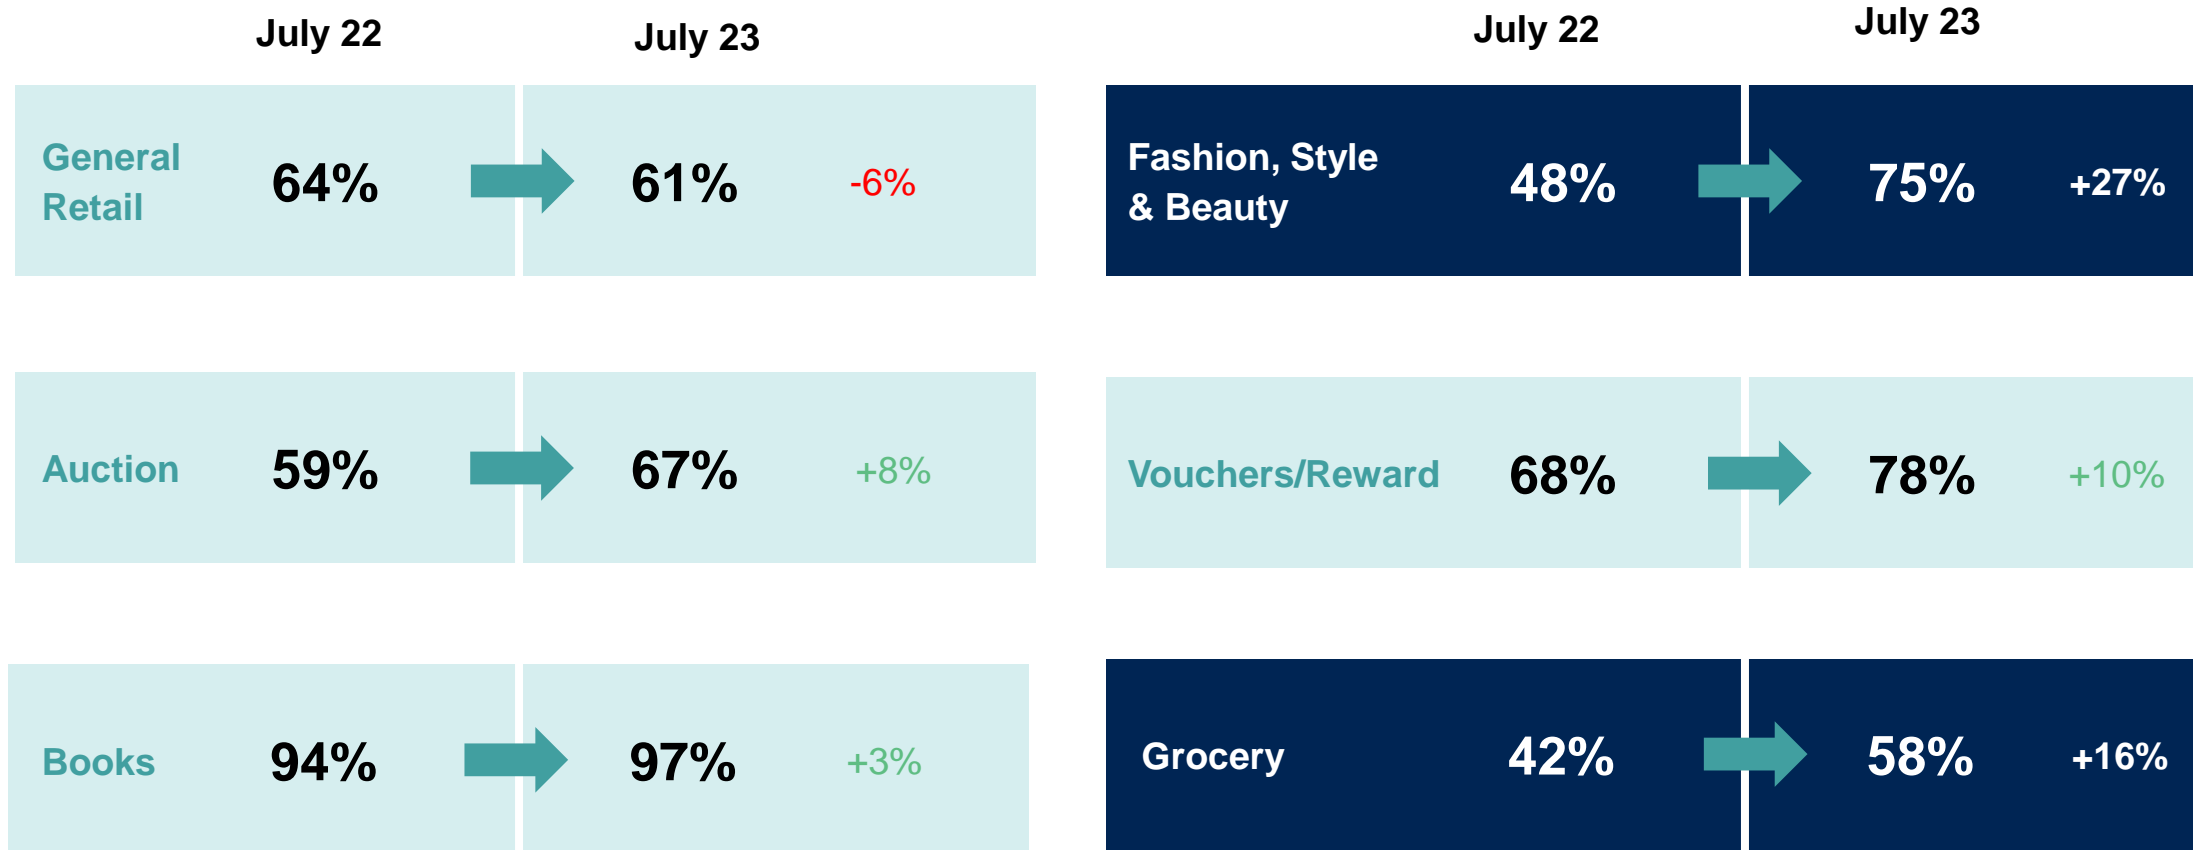 July 22
July 23
General
Retail
64%
61%
-6%
Auction
59%
67%
+8%
Books
94%
97%
+3%
July 22
July 23
Fashion, Style
& Beauty
48%
75%
+27%
Vouchers/Reward
68%
78%
+10%
Grocery
42%
58%
+16%